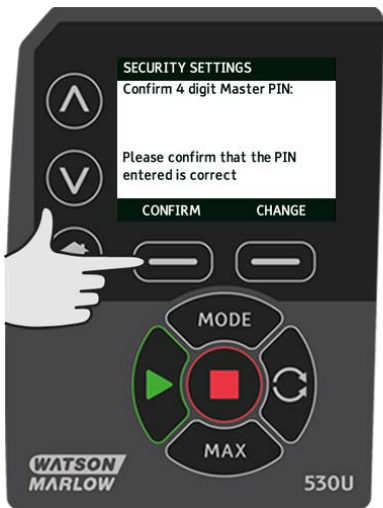 SECURITY SETTINGS
Confirm 4 digit Master PIN:
Please confirm that the PIN
entered is correct
CONFIRM CHANGE
MODE
MAX
WATSON
MARLOW
530U